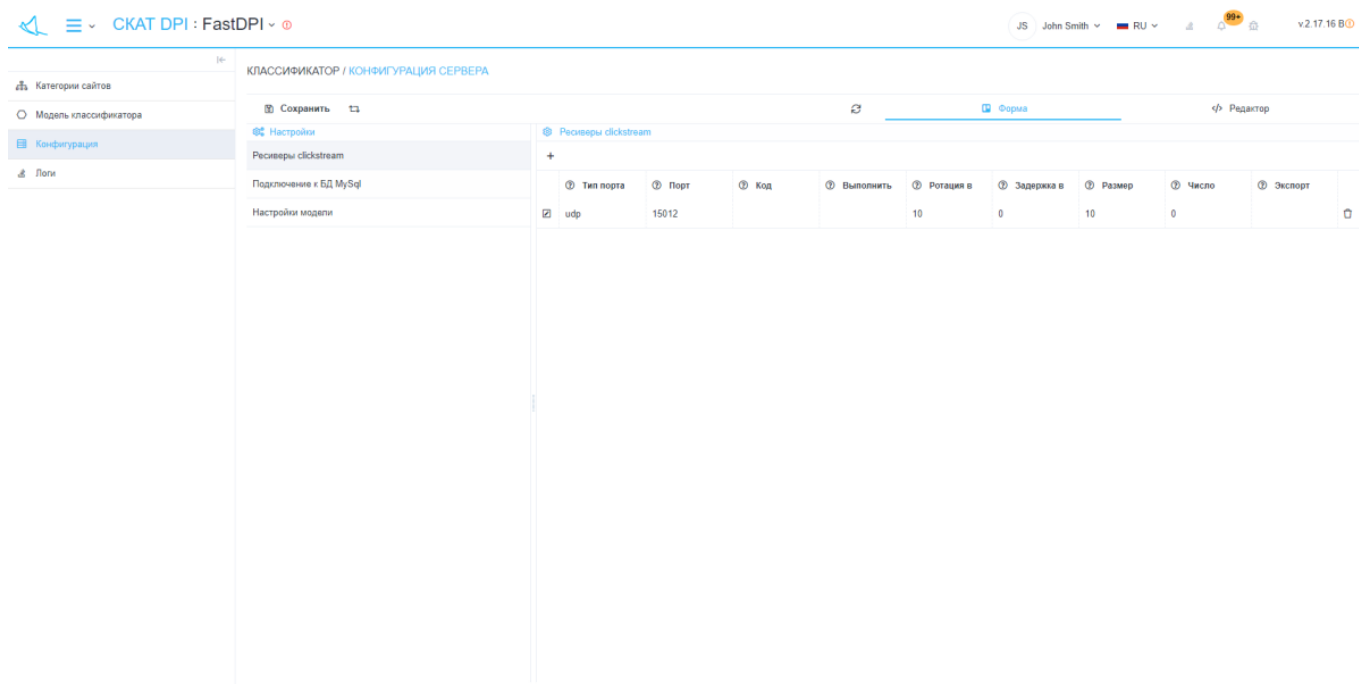 СКАТ DPI : FastDPI
JS John Smith RU 99+ v.2.17.16 B
КЛАССИФИКАТОР / КОНФИГУРАЦИЯ СЕРВЕРА
Категории сайтов
Модель классификатора
Конфигурация
Логи
Сохранить Форма </> Редактор
Настройки
Ресиверы clickstream
Подключение к БД MySql
Настройки модели
Ресиверы clickstream
+
Тип порта Порт Код Выполнить Ротация в Задержка в Размер Число Экспорт
udp 15012 10 0 10 0